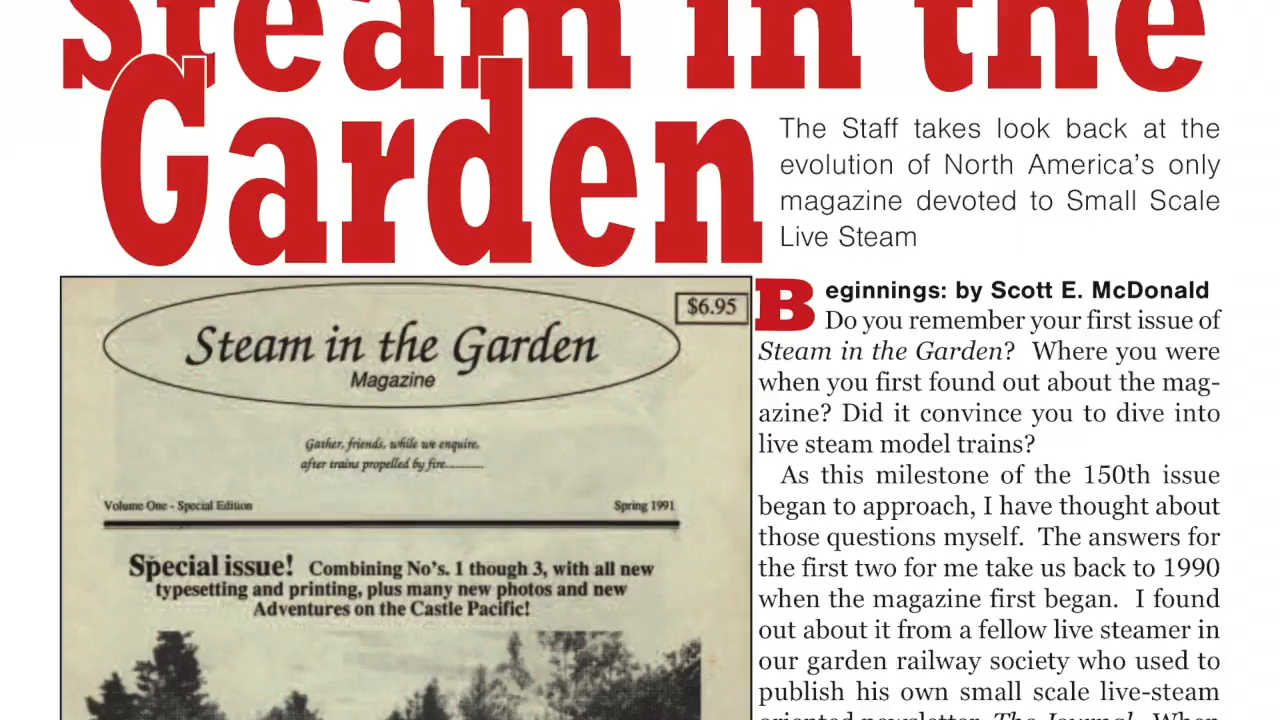 Steam in the
Garden
The Staff takes look back at the
evolution of North America's only
magazine devoted to Small Scale
Live Steam
$6.95
Steam in the Garden
Magazine
Gather, friends, while we enquire,
after trains propelled by fire............
Volume One - Special Edition Spring 1991
Special issue! Combining No's. 1 though 3, with all new
typesetting and printing, plus many new photos and new
Adventures on the Castle Pacific!
Beginnings: by Scott E. McDonald
Do you remember your first issue of
Steam in the Garden? Where you were
when you first found out about the mag-
azine? Did it convince you to dive into
live steam model trains?
As this milestone of the 150th issue
began to approach, I have thought about
those questions myself. The answers for
the first two for me take us back to 1990
when the magazine first began. I found
out about it from a fellow live steamer in
our garden railway society who used to
publish his own small scale live-steam
oriented newsletter, The Journal. When